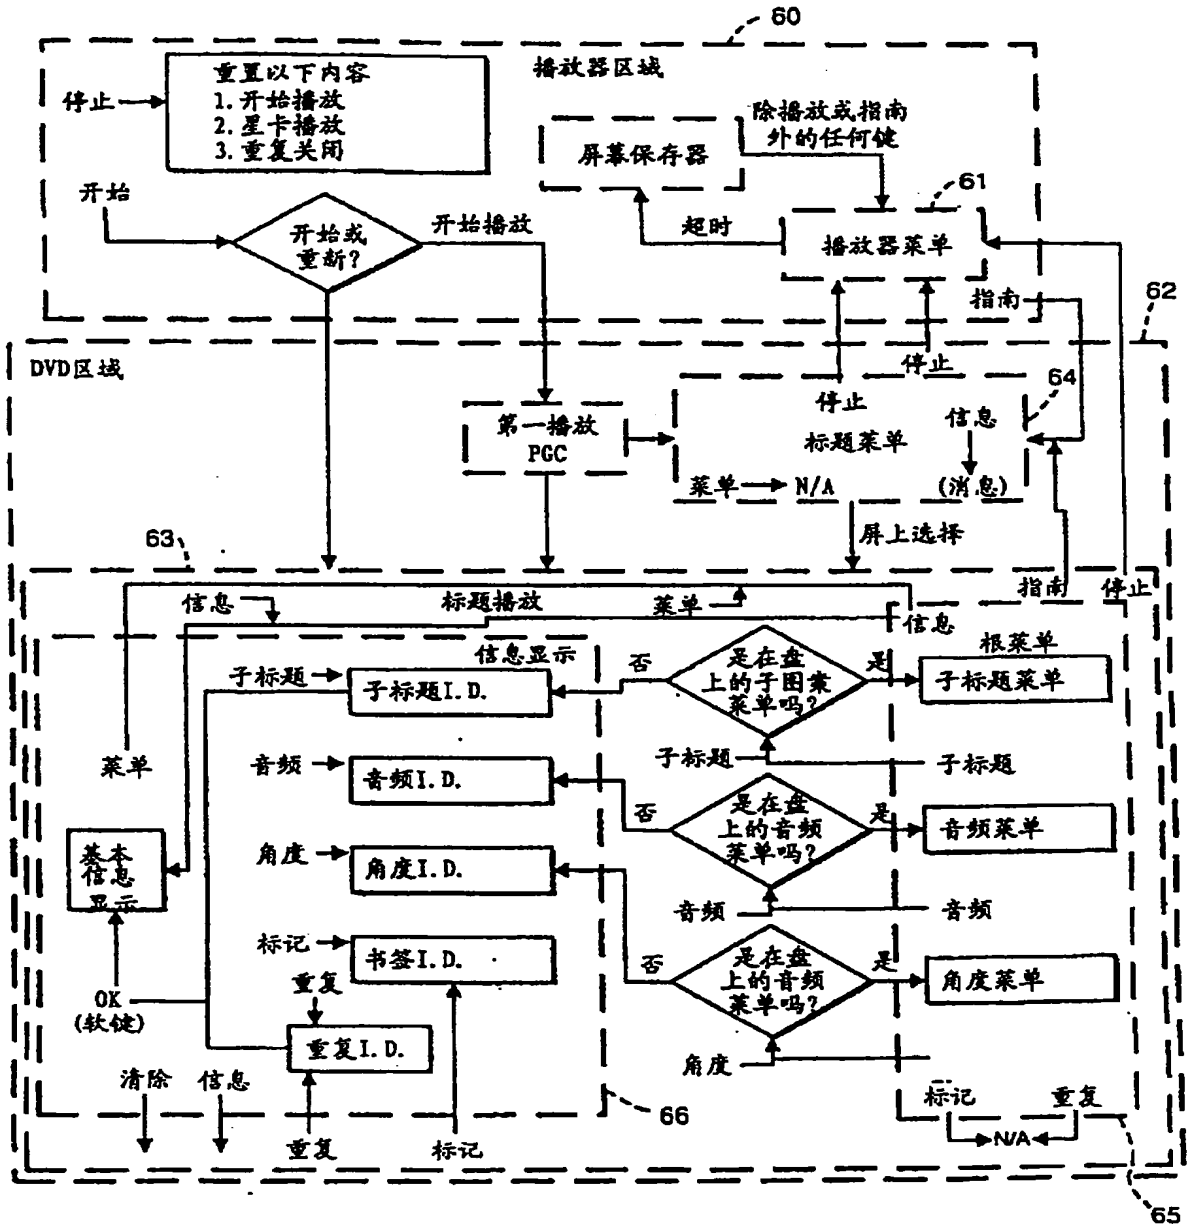 60
播放器区域
重置以下内容
1.开始播放
2.星卡播放
3.重复关闭
停止
除播放或指南
外的任何键
屏幕保存器
61
开始
开始或
重新?
开始播放
超时
播放器菜单
指南
62
DVD区域
停止
64
第一播放
PGC
停止
信息
标题菜单
菜单
N/A
(消息)
屏上选择
63
指南
停止
信息
标题播放
菜单
信息
信息显示
根菜单
子标题
子标题I.D.
否
是在盘
上的子图案
菜单吗?
是
子标题菜单
菜单
子标题
子标题
音频
音频I.D.
否
是在盘
上的音频
菜单吗?
是
音频菜单
基本
信息
显示
角度
角度I.D.
音频
音频
标记
书签I.D.
否
是在盘
上的音频
菜单吗?
是
角度菜单
OK
(软键)
重复
重复I.D.
角度
清除
信息
66
标记
重复
N/A
重复
标记
65